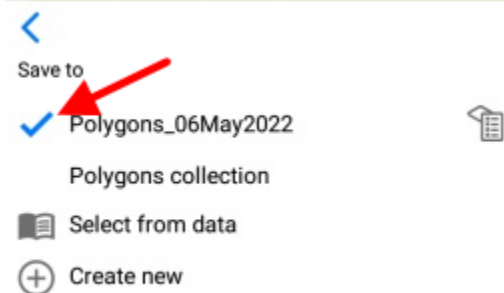 Save to
Polygons_06May2022
Polygons collection
Select from data
Create new